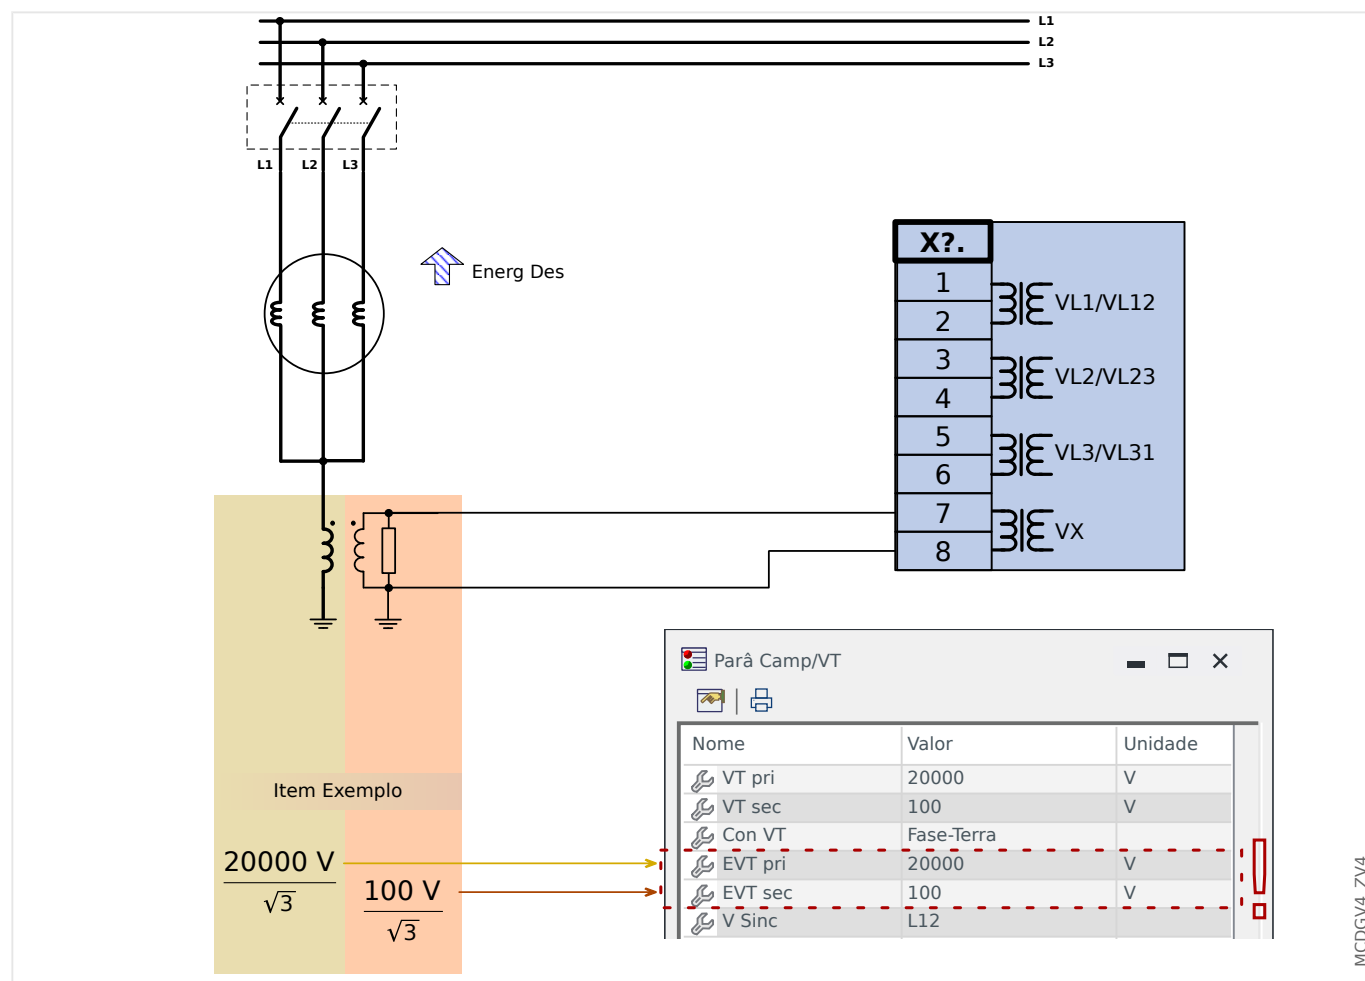 L1
L2
L3
L1 L2 L3
Energ Des
X?.
1
2
VL1/VL12
3
4
VL2/VL23
5
6
VL3/VL31
7
8
VX
Parâ Camp/VT
Nome Valor Unidade
VT pri 20000 V
VT sec 100 V
Con VT Fase-Terra
EVT pri 20000 V
EVT sec 100 V
V Sinc L12
Item Exemplo
20000 V
√3
100 V
√3
MCDGV4_ZV4